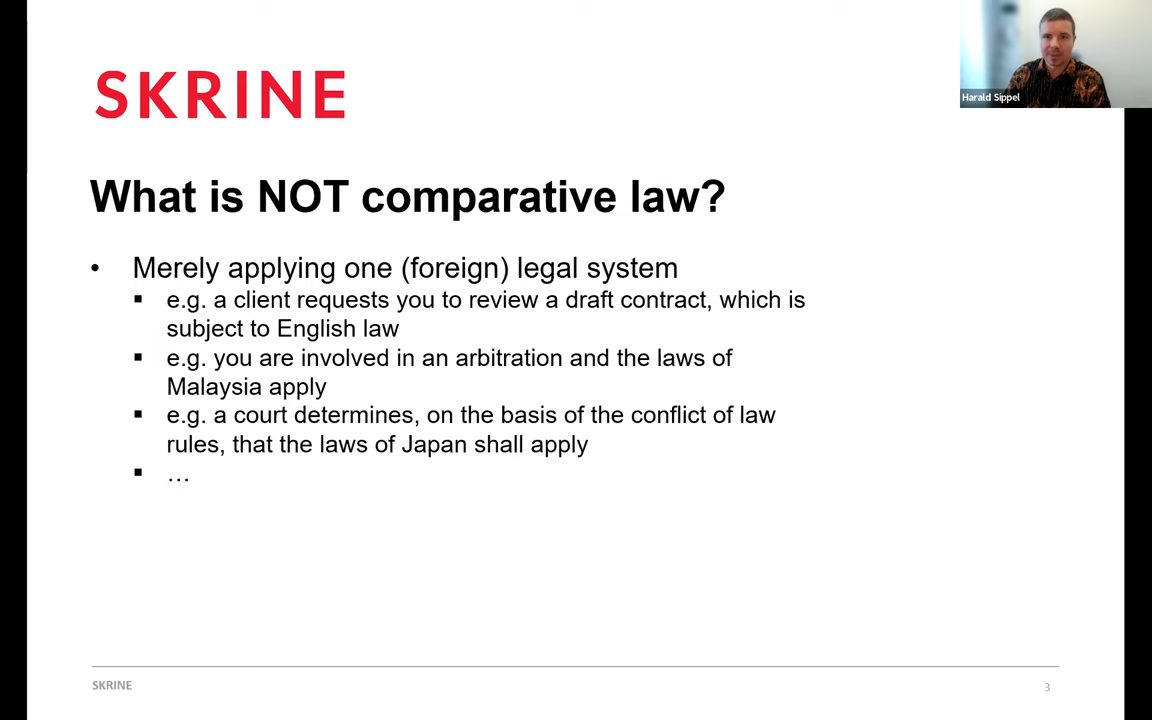 SKRINE
Harald Sippel
What is NOT comparative law?
• Merely applying one (foreign) legal system
▪ e.g. a client requests you to review a draft contract, which is
subject to English law
▪ e.g. you are involved in an arbitration and the laws of
Malaysia apply
▪ e.g. a court determines, on the basis of the conflict of law
rules, that the laws of Japan shall apply
▪ …
SKRINE
3